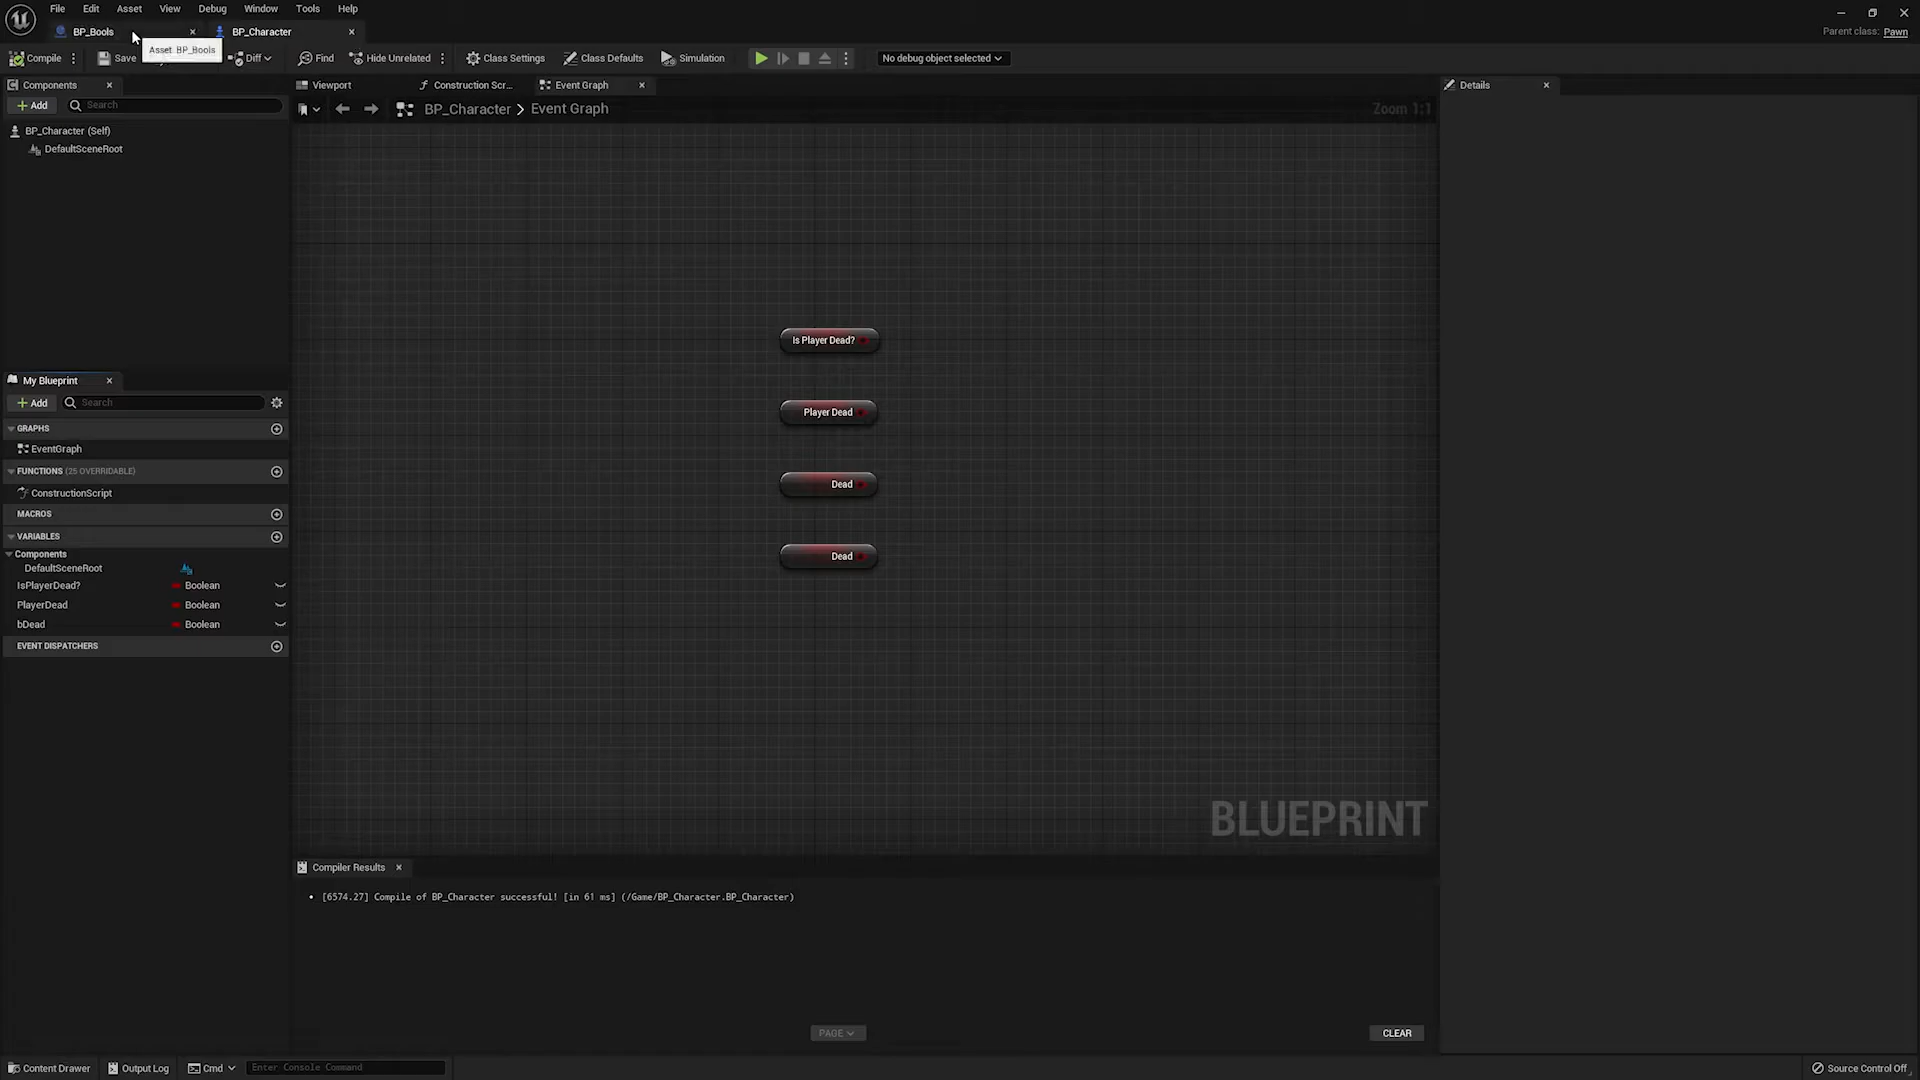 File Edit Asset View Debug Window Tools Help
BP_Bools BP_Character
Parent class: Pawn
Asset BP_Bools
Compile Save Diff Find Hide Unrelated Class Settings Class Defaults Simulation No debug object selected
Components Viewport Construction Scr... Event Graph Details
Add Search
BP_Character > Event Graph Zoom 1:1
BP_Character (Self)
DefaultSceneRoot
Is Player Dead?
Player Dead
Dead
Dead
My Blueprint
Add Search
GRAPHS
EventGraph
FUNCTIONS (25 OVERRIDABLE)
ConstructionScript
MACROS
VARIABLES
Components
DefaultSceneRoot
IsPlayerDead? Boolean
PlayerDead Boolean
bDead Boolean
EVENT DISPATCHERS
BLUEPRINT
Compiler Results
[6574.27] Compile of BP_Character successful! [in 61 ms] (/Game/BP_Character.BP_Character)
PAGE CLEAR
Content Drawer Output Log Cmd Enter Console Command Source Control Off